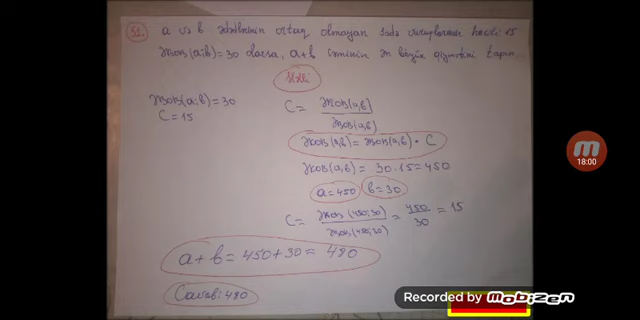 52. a və b ədədlərinin ortaq olmayan sadə vuruqlarının hasili 15
ƏBOB(a;b)=30 olarsa, a+b cəminin ən böyük qiymətini tapın.
Həlli
ƏBOB(a;b)=30
C=15
C= ƏKOB(a,b)
ƏBOB(a,b)
ƏKOB(a,b)=ƏBOB(a,b)·C
ƏKOB(a,b)=30·15=450
a=450 b=30
C= ƏKOB(450;30) = 450 = 15
ƏBOB(450;30) 30
a+b=450+30=480
Cavab: 480
18:00
Recorded by MOBIZEN